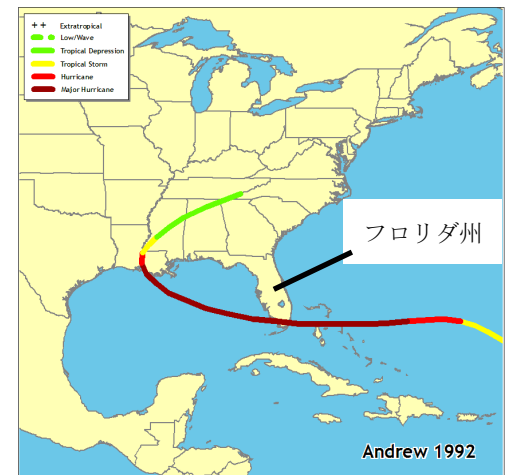 ++ Extratropical
Low/Wave
Tropical Depression
Tropical Storm
Hurricane
Major Hurricane
フロリダ州
Andrew 1992